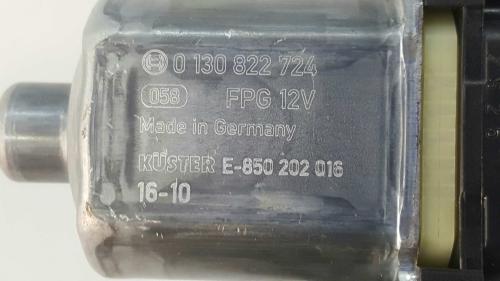 0 130 822 724
058 FPG 12V
Made in Germany
KÜSTER E-850 202 016
16-10